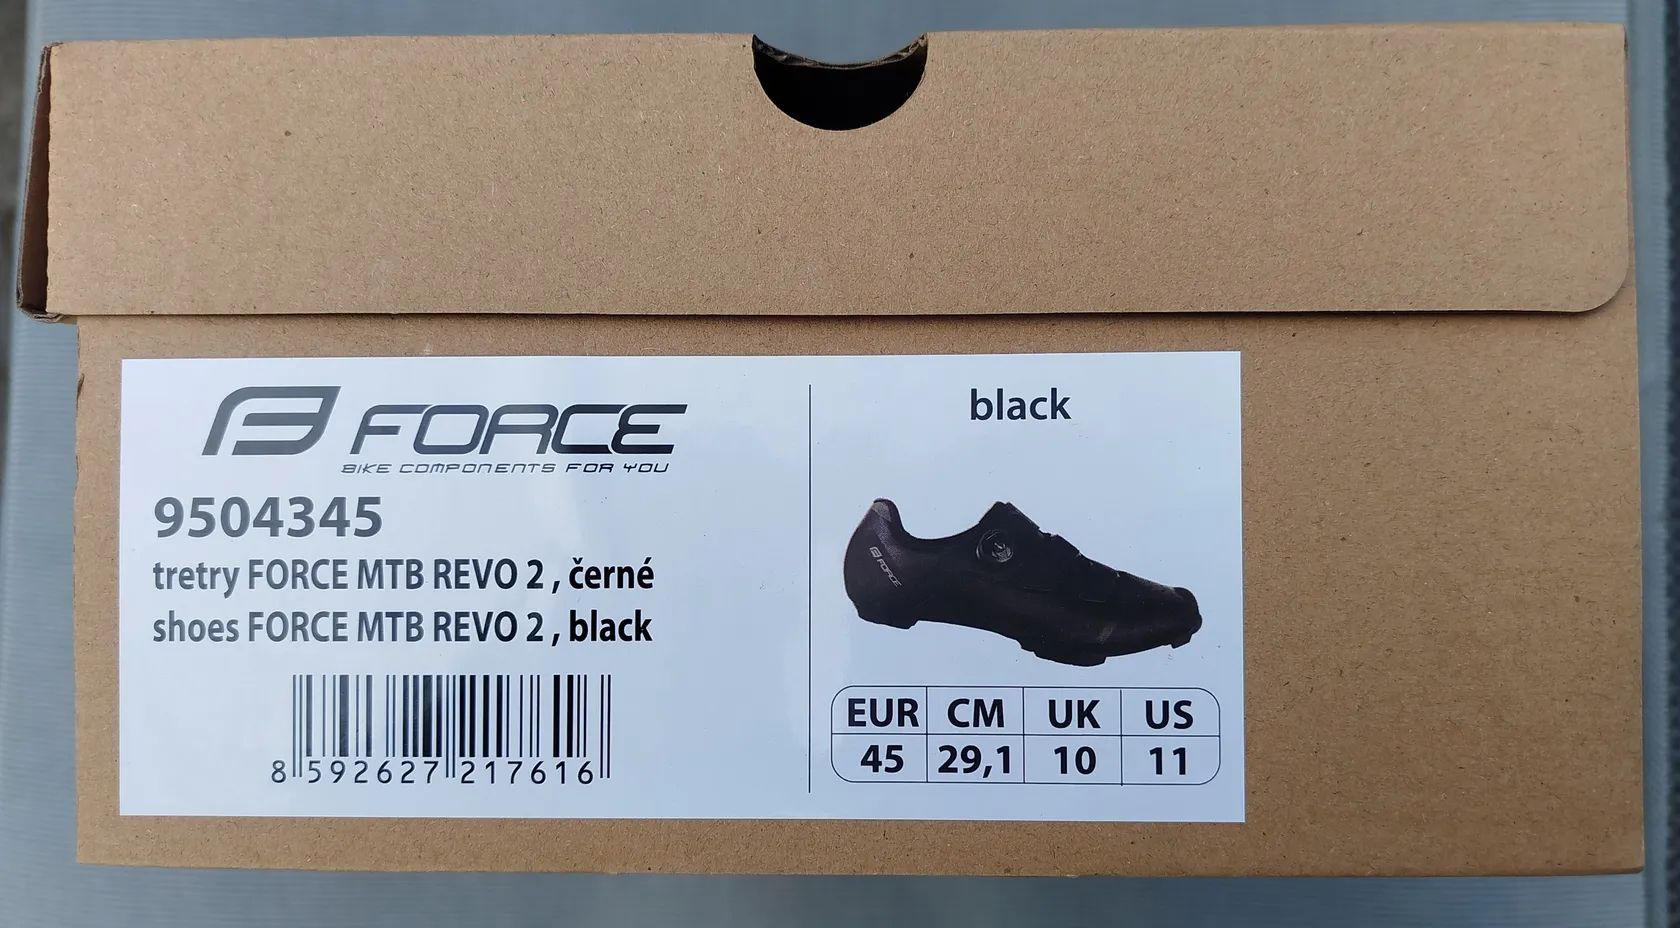 FORCE
BIKE COMPONENTS FOR YOU
9504345
tretry FORCE MTB REVO 2 , černé
shoes FORCE MTB REVO 2 , black
8 592627 217616
black
FORCE
EUR CM UK US
45 29,1 10 11